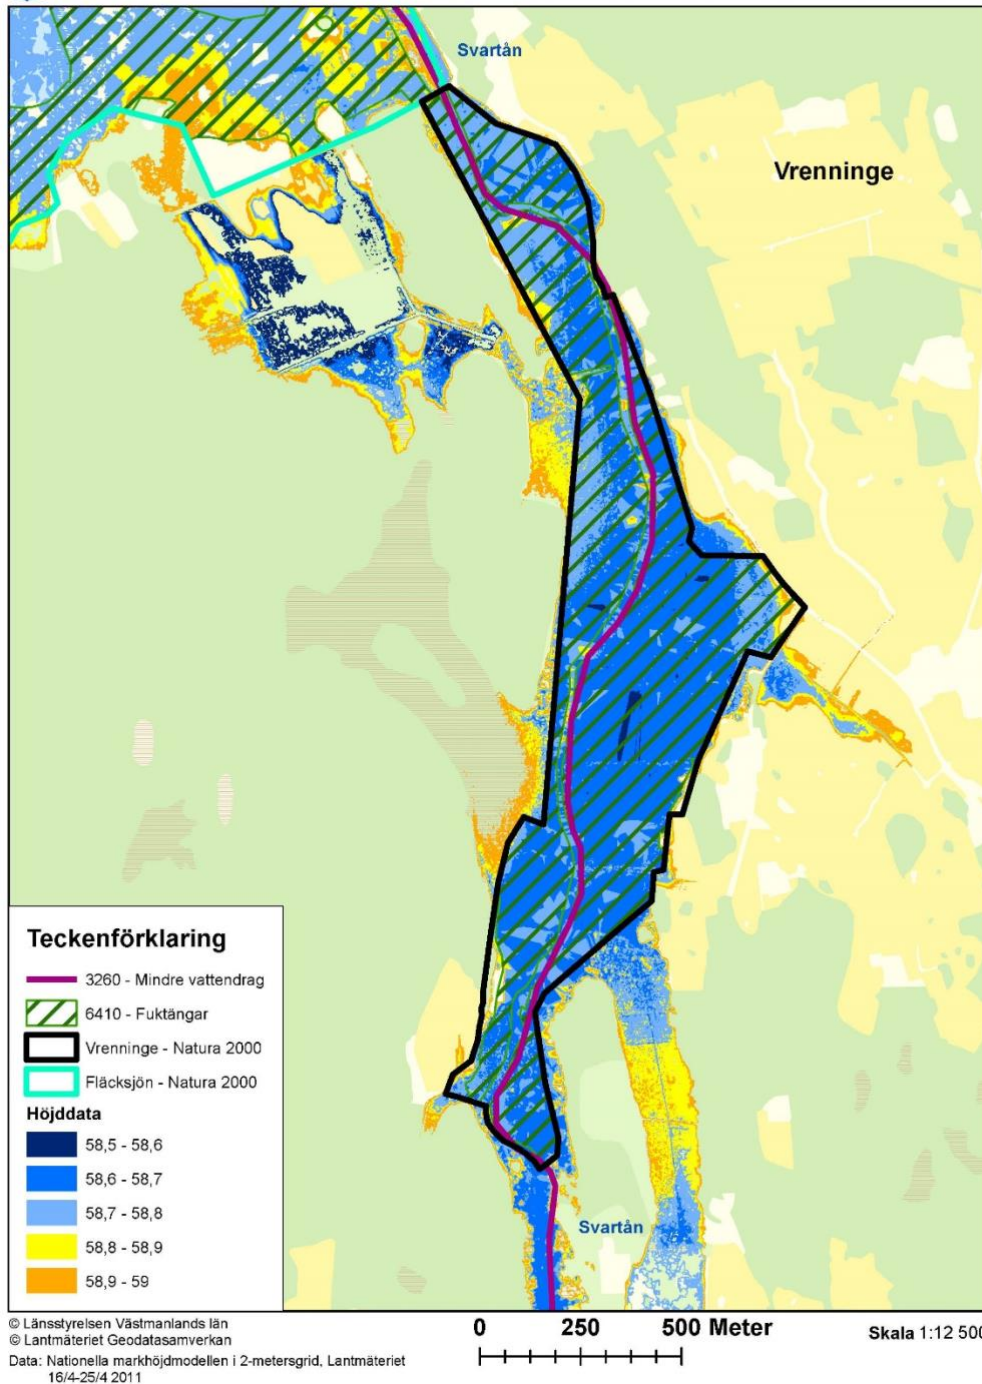 Svartån
Vrenninge
Teckenförklaring
3260 - Mindre vattendrag
6410 - Fuktängar
Vrenninge - Natura 2000
Fläcksjön - Natura 2000
Höjddata
58,5 - 58,6
58,6 - 58,7
58,7 - 58,8
58,8 - 58,9
58,9 - 59
Svartån
© Länsstyrelsen Västmanlands län
© Lantmäteriet Geodatasamverkan
Data: Nationella markhöjdmodellen i 2-metersgrid, Lantmäteriet
16/4-25/4 2011
0 250 500 Meter
Skala 1:12 500